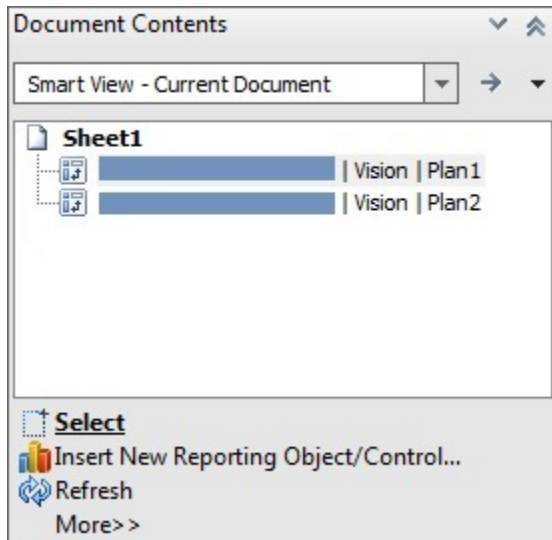 Document Contents
Smart View - Current Document
Sheet1
| Vision | Plan1
| Vision | Plan2
Select
Insert New Reporting Object/Control...
Refresh
More>>